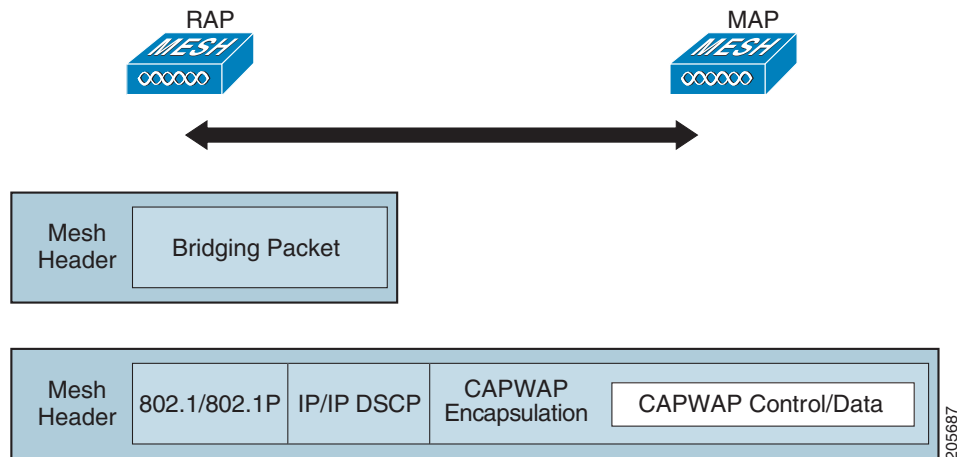 RAP
MAP
MESH
MESH
Mesh
Header
Bridging Packet
Mesh
Header
802.1/802.1P
IP/IP DSCP
CAPWAP
Encapsulation
CAPWAP Control/Data
205687